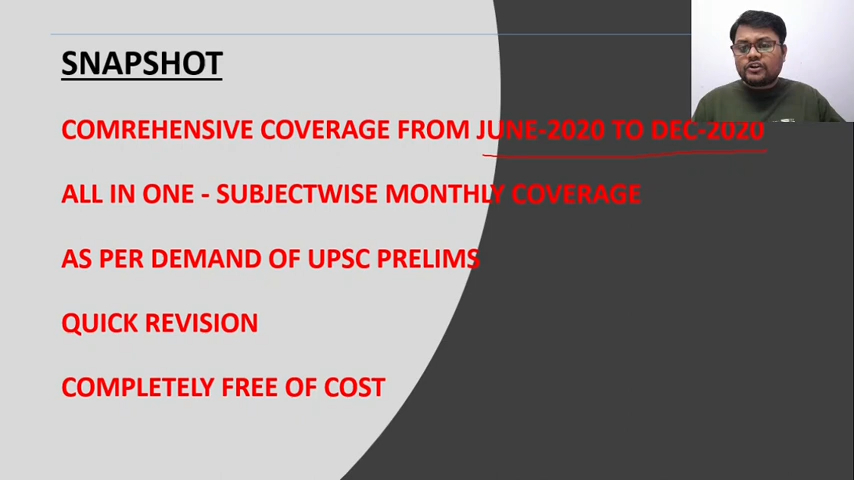 SNAPSHOT
COMREHENSIVE COVERAGE FROM JUNE-2020 TO DEC-2020
ALL IN ONE - SUBJECTWISE MONTHLY COVERAGE
AS PER DEMAND OF UPSC PRELIMS
QUICK REVISION
COMPLETELY FREE OF COST